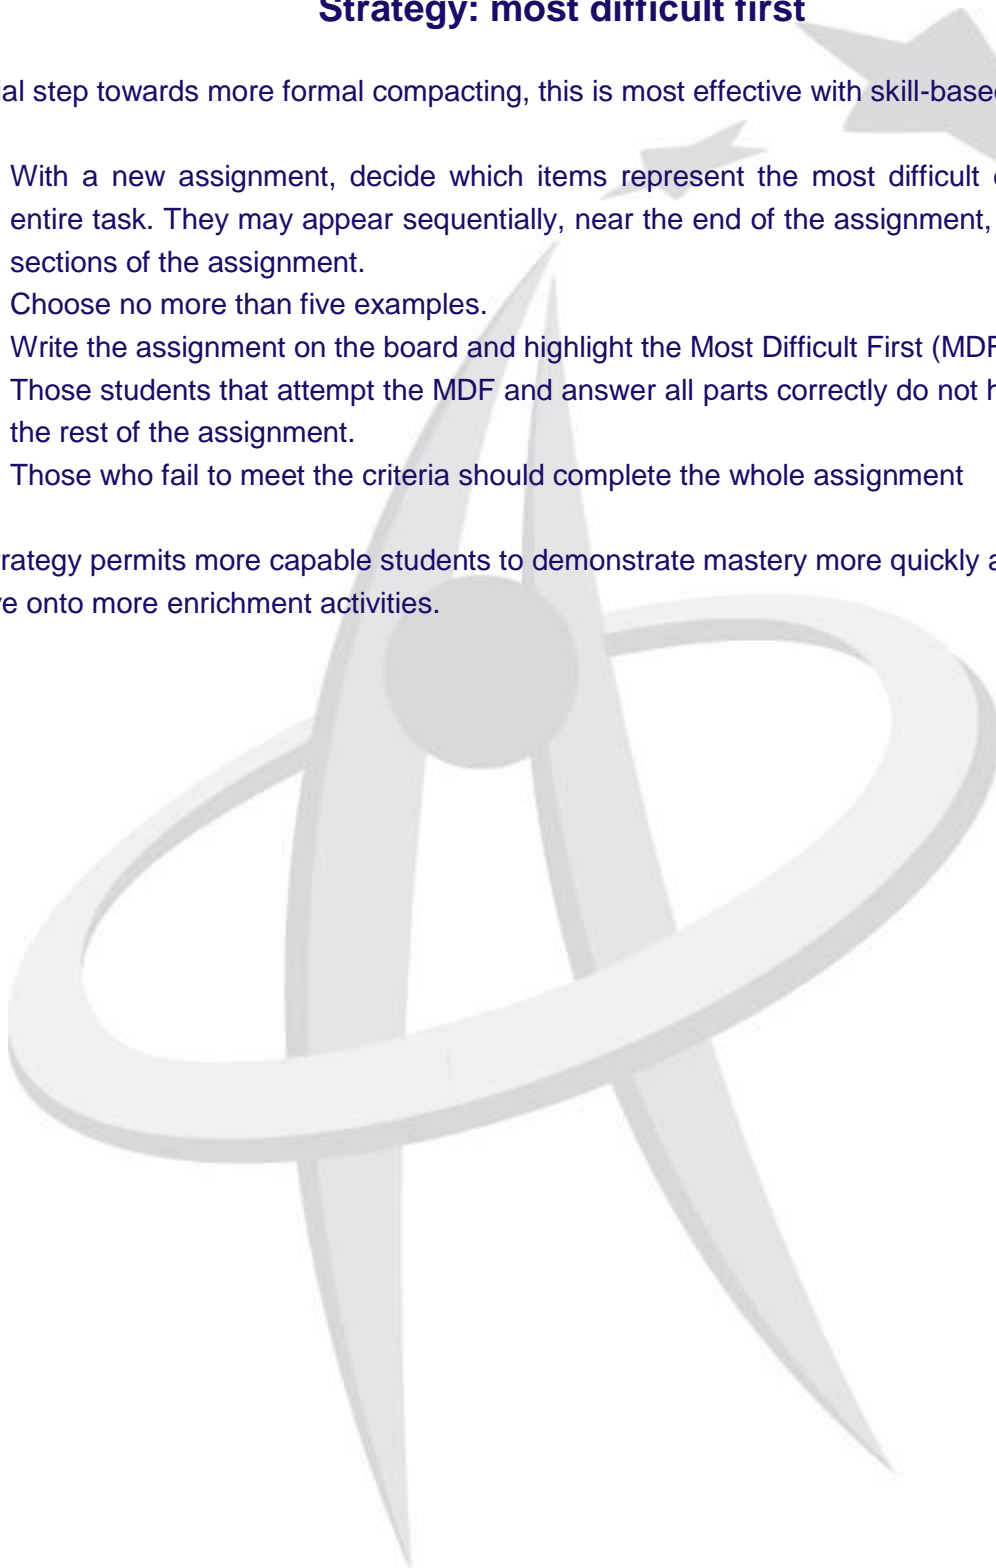 Strategy: most difficult first
ial step towards more formal compacting, this is most effective with skill-based
With a new assignment, decide which items represent the most difficult
entire task. They may appear sequentially, near the end of the assignment,
sections of the assignment.
Choose no more than five examples.
Write the assignment on the board and highlight the Most Difficult First (MDF
Those students that attempt the MDF and answer all parts correctly do not h
the rest of the assignment.
Those who fail to meet the criteria should complete the whole assignment
rategy permits more capable students to demonstrate mastery more quickly a
ve onto more enrichment activities.